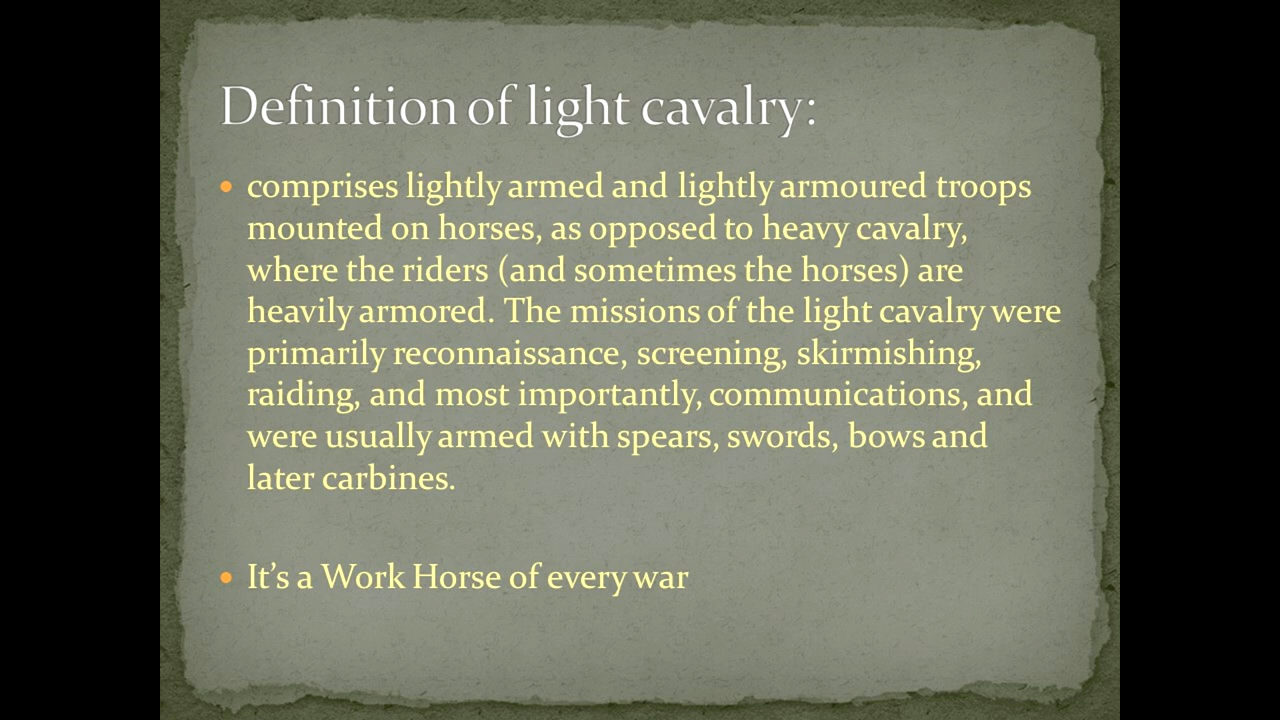 Definition of light cavalry:
• comprises lightly armed and lightly armoured troops
mounted on horses, as opposed to heavy cavalry,
where the riders (and sometimes the horses) are
heavily armored. The missions of the light cavalry were
primarily reconnaissance, screening, skirmishing,
raiding, and most importantly, communications, and
were usually armed with spears, swords, bows and
later carbines.
• It’s a Work Horse of every war